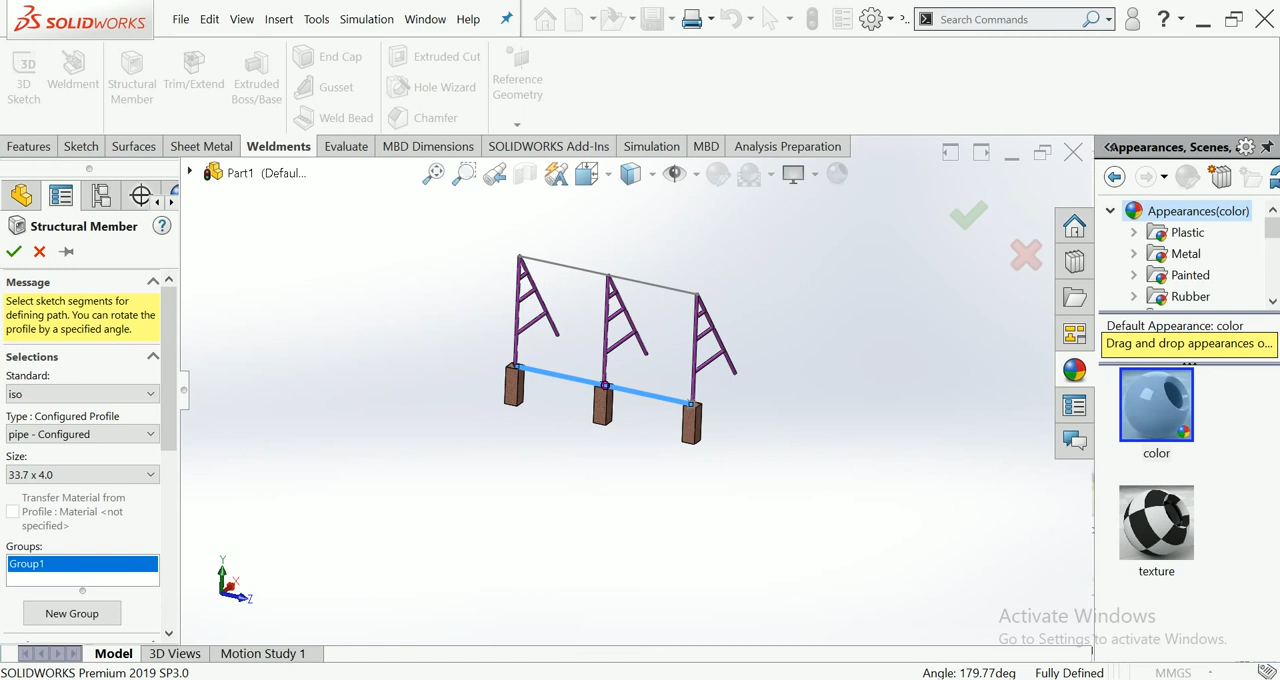 SOLIDWORKS File Edit View Insert Tools Simulation Window Help Search Commands ?
3D Sketch
Weldment
Structural Member
Trim/Extend
Extruded Boss/Base
End Cap
Gusset
Weld Bead
Extruded Cut
Hole Wizard
Chamfer
Reference Geometry
Features Sketch Surfaces Sheet Metal Weldments Evaluate MBD Dimensions SOLIDWORKS Add-Ins Simulation MBD Analysis Preparation
Part1 (Defaul...
Structural Member
Message
Select sketch segments for
defining path. You can rotate the
profile by a specified angle.
Selections
Standard:
iso
Type : Configured Profile
pipe - Configured
Size:
33.7 x 4.0
Transfer Material from
Profile : Material <not
specified>
Groups:
Group1
New Group
Y
X
Z
Appearances, Scenes,
Appearances(color)
Plastic
Metal
Painted
Rubber
Default Appearance: color
Drag and drop appearances o...
color
texture
Activate Windows
Go to Settings to activate Windows.
Model 3D Views Motion Study 1
SOLIDWORKS Premium 2019 SP3.0 Angle: 179.77deg Fully Defined MMGS